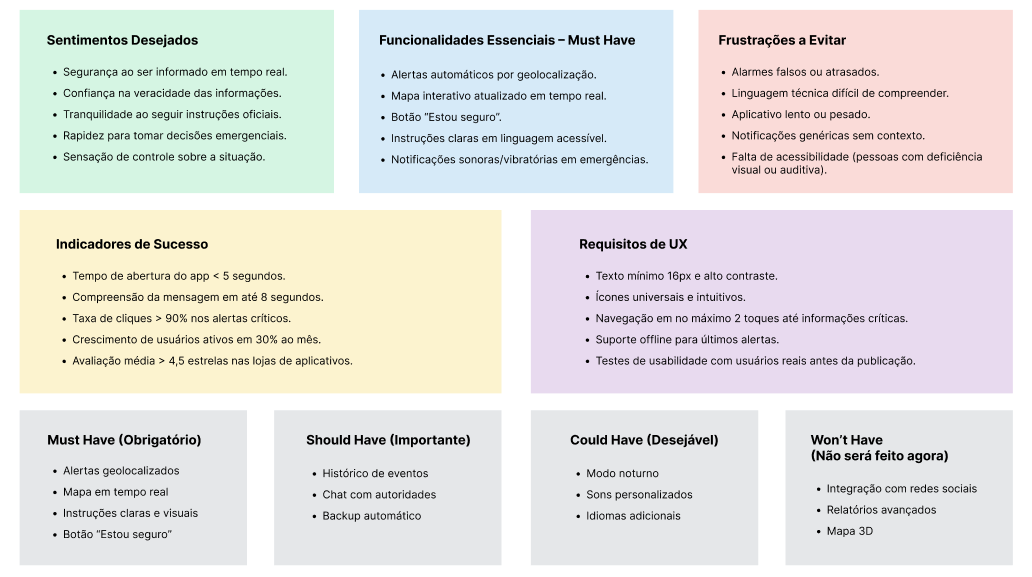 Sentimentos Desejados
• Segurança ao ser informado em tempo real.
• Confiança na veracidade das informações.
• Tranquilidade ao seguir instruções oficiais.
• Rapidez para tomar decisões emergenciais.
• Sensação de controle sobre a situação.
Funcionalidades Essenciais – Must Have
• Alertas automáticos por geolocalização.
• Mapa interativo atualizado em tempo real.
• Botão “Estou seguro”.
• Instruções claras em linguagem acessível.
• Notificações sonoras/vibratórias em emergências.
Frustrações a Evitar
• Alarmes falsos ou atrasados.
• Linguagem técnica difícil de compreender.
• Aplicativo lento ou pesado.
• Notificações genéricas sem contexto.
• Falta de acessibilidade (pessoas com deficiência
visual ou auditiva).
Indicadores de Sucesso
• Tempo de abertura do app < 5 segundos.
• Compreensão da mensagem em até 8 segundos.
• Taxa de cliques > 90% nos alertas críticos.
• Crescimento de usuários ativos em 30% ao mês.
• Avaliação média > 4,5 estrelas nas lojas de aplicativos.
Requisitos de UX
• Texto mínimo 16px e alto contraste.
• Ícones universais e intuitivos.
• Navegação em no máximo 2 toques até informações críticas.
• Suporte offline para últimos alertas.
• Testes de usabilidade com usuários reais antes da publicação.
Must Have (Obrigatório)
• Alertas geolocalizados
• Mapa em tempo real
• Instruções claras e visuais
• Botão “Estou seguro”
Should Have (Importante)
• Histórico de eventos
• Chat com autoridades
• Backup automático
Could Have (Desejável)
• Modo noturno
• Sons personalizados
• Idiomas adicionais
Won’t Have
(Não será feito agora)
• Integração com redes sociais
• Relatórios avançados
• Mapa 3D